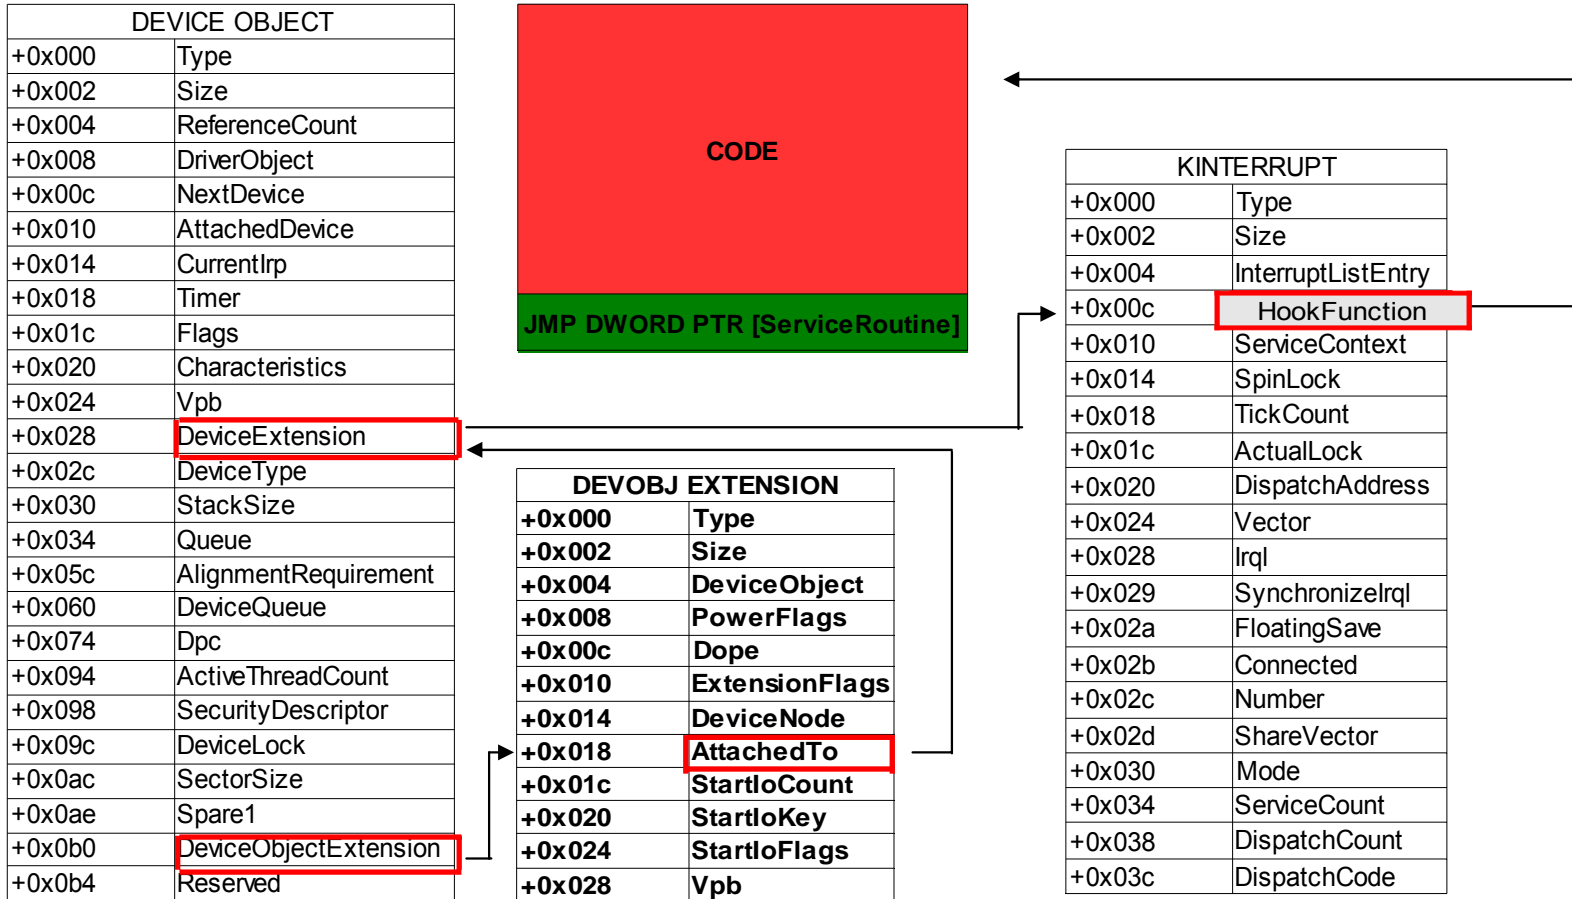 DEVICE OBJECT
+0x000 Type
+0x002 Size
+0x004 ReferenceCount
+0x008 DriverObject
+0x00c NextDevice
+0x010 AttachedDevice
+0x014 CurrentIrp
+0x018 Timer
+0x01c Flags
+0x020 Characteristics
+0x024 Vpb
+0x028 DeviceExtension
+0x02c DeviceType
+0x030 StackSize
+0x034 Queue
+0x05c AlignmentRequirement
+0x060 DeviceQueue
+0x074 Dpc
+0x094 ActiveThreadCount
+0x098 SecurityDescriptor
+0x09c DeviceLock
+0x0ac SectorSize
+0x0ae Spare1
+0x0b0 DeviceObjectExtension
+0x0b4 Reserved
CODE
JMP DWORD PTR [ServiceRoutine]
DEVOBJ EXTENSION
+0x000 Type
+0x002 Size
+0x004 DeviceObject
+0x008 PowerFlags
+0x00c Dope
+0x010 ExtensionFlags
+0x014 DeviceNode
+0x018 AttachedTo
+0x01c StartIoCount
+0x020 StartIoKey
+0x024 StartIoFlags
+0x028 Vpb
KINTERRUPT
+0x000 Type
+0x002 Size
+0x004 InterruptListEntry
+0x00c HookFunction
+0x010 ServiceContext
+0x014 SpinLock
+0x018 TickCount
+0x01c ActualLock
+0x020 DispatchAddress
+0x024 Vector
+0x028 Irql
+0x029 SynchronizeIrql
+0x02a FloatingSave
+0x02b Connected
+0x02c Number
+0x02d ShareVector
+0x030 Mode
+0x034 ServiceCount
+0x038 DispatchCount
+0x03c DispatchCode